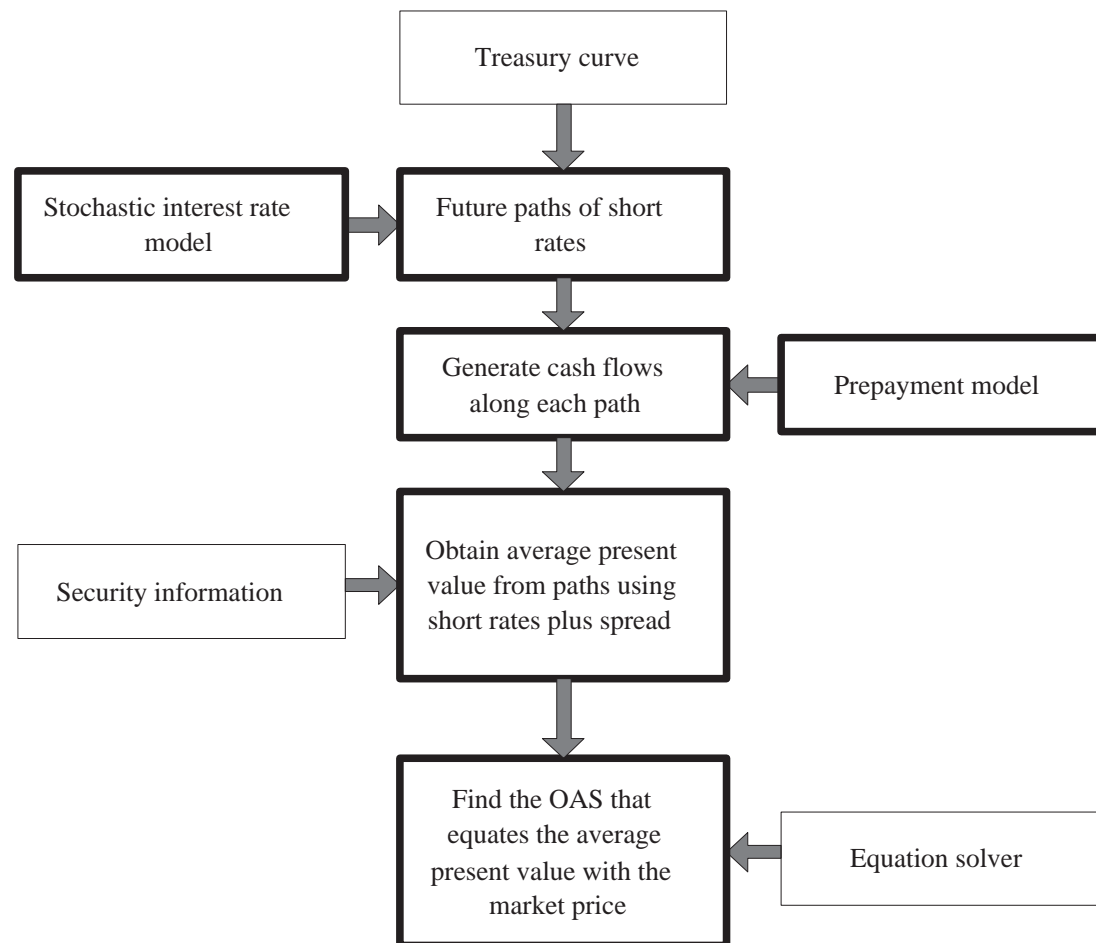 Treasury curve
Stochastic interest rate
model
Future paths of short
rates
Generate cash flows
along each path
Prepayment model
Obtain average present
value from paths using
short rates plus spread
Security information
Find the OAS that
equates the average
present value with the
market price
Equation solver